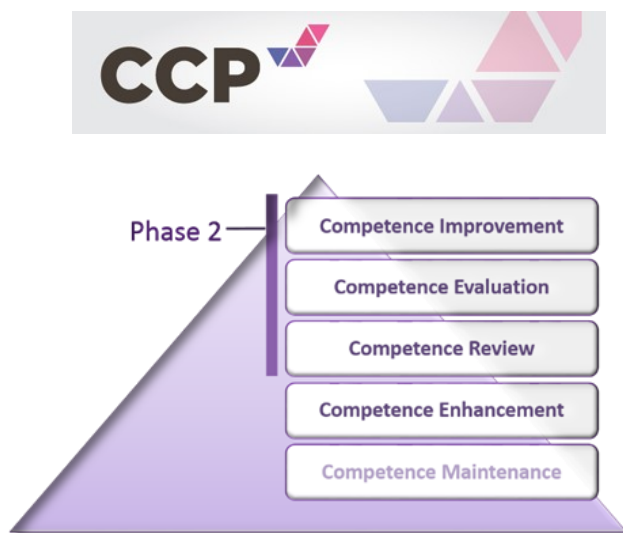 CCP
Phase 2
Competence Improvement
Competence Evaluation
Competence Review
Competence Enhancement
Competence Maintenance